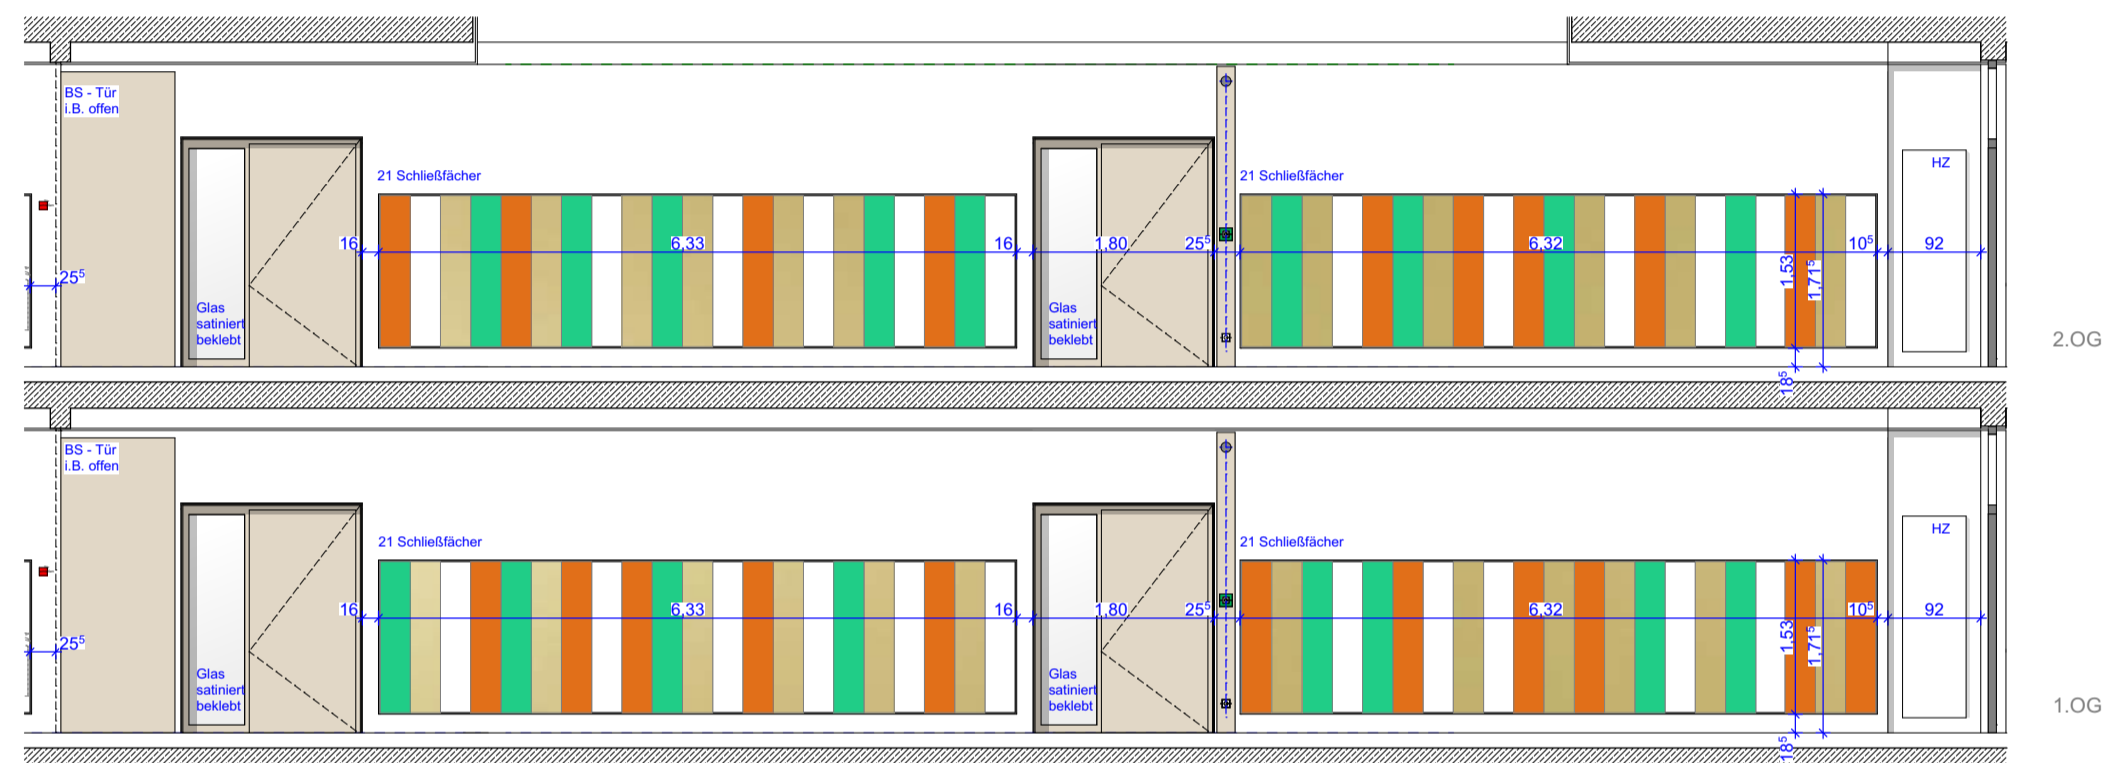 BS - Tür
i.B. offen
21 Schließfächer
21 Schließfächer
HZ
16
6,33
16
1,80
25⁵
6,32
10⁵
92
25⁵
1,53
1,71⁵
Glas
satiniert
beklebt
Glas
satiniert
beklebt
2.OG
18⁵
BS - Tür
i.B. offen
21 Schließfächer
21 Schließfächer
HZ
16
6,33
16
1,80
25⁵
6,32
10⁵
92
25⁵
1,53
1,71⁵
Glas
satiniert
beklebt
Glas
satiniert
beklebt
1.OG
18⁵